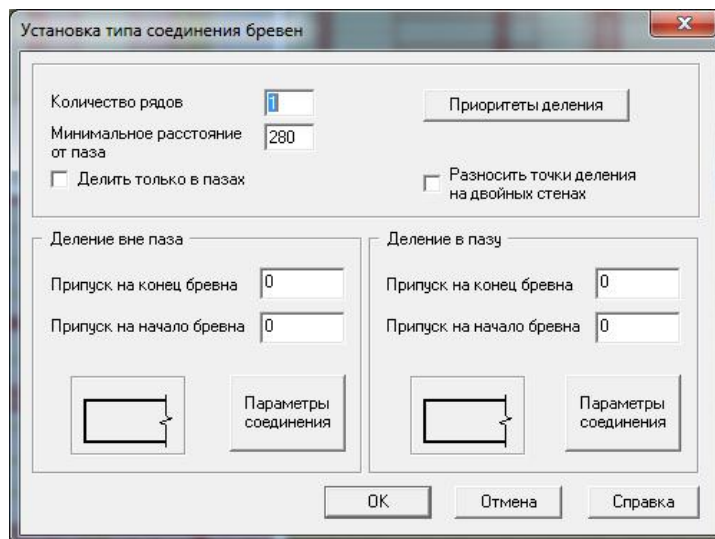 Установка типа соединения бревен
Количество рядов
1
Приоритеты деления
Минимальное расстояние
от паза
280
Делить только в пазах
Разносить точки деления
на двойных стенах
Деление вне паза
Припуск на конец бревна
0
Припуск на начало бревна
0
Параметры
соединения
Деление в пазу
Припуск на конец бревна
0
Припуск на начало бревна
0
Параметры
соединения
OK
Отмена
Справка